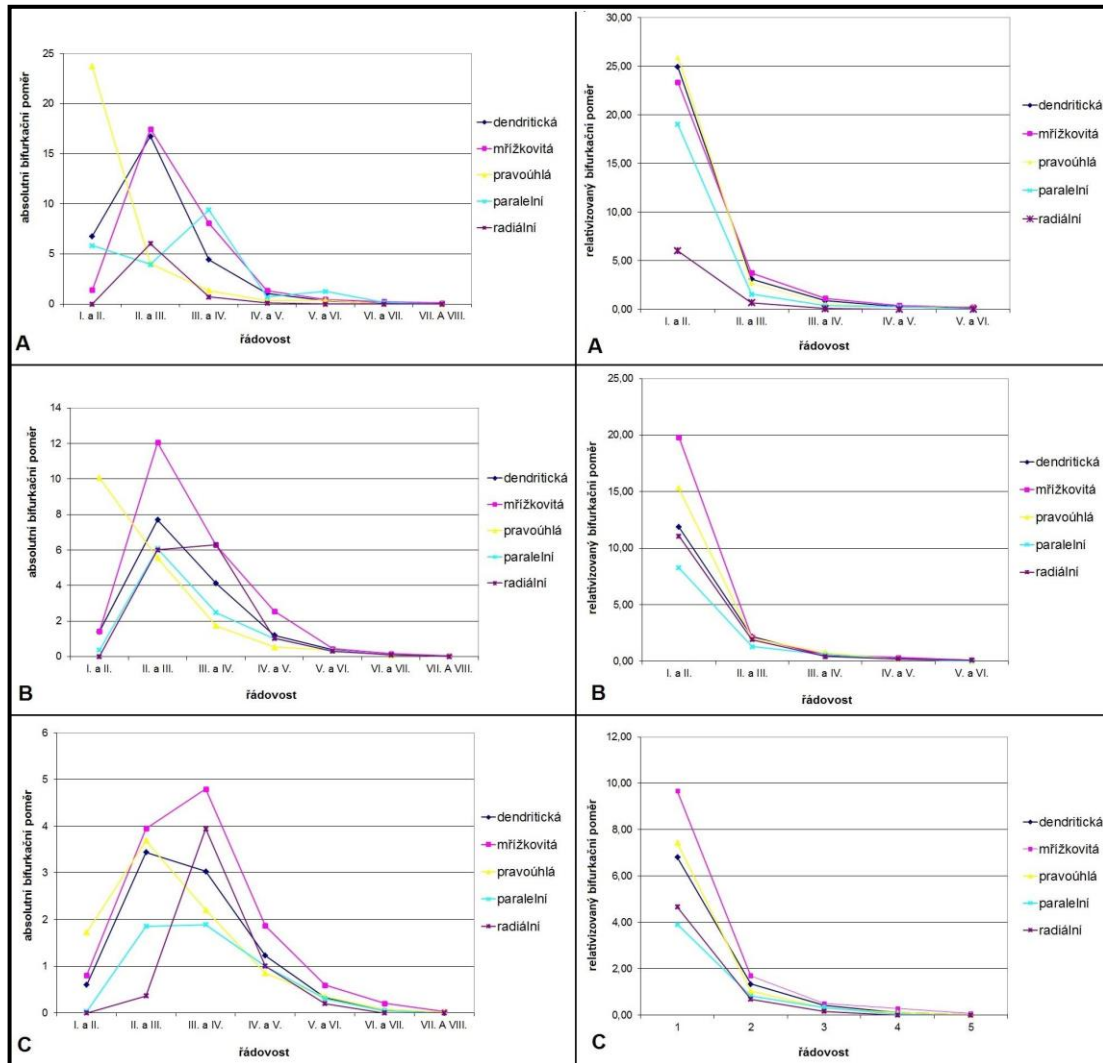 absolutní bifurkační poměr
25
20
15
10
5
0
I. a II. II. a III. III. a IV. IV. a V. V. a VI. VI. a VII. VII. A VIII.
řádovost
dendritická
mřížkovitá
pravoúhlá
paralelní
radiální
A
relativizovaný bifurkační poměr
30,00
25,00
20,00
15,00
10,00
5,00
0,00
I. a II. II. a III. III. a IV. IV. a V. V. a VI.
řádovost
dendritická
mřížkovitá
pravoúhlá
paralelní
radiální
A
absolutní bifurkační poměr
14
12
10
8
6
4
2
0
I. a II. II. a III. III. a IV. IV. a V. V. a VI. VI. a VII. VII. A VIII.
řádovost
dendritická
mřížkovitá
pravoúhlá
paralelní
radiální
B
relativizovaný bifurkační poměr
25,00
20,00
15,00
10,00
5,00
0,00
I. a II. II. a III. III. a IV. IV. a V. V. a VI.
řádovost
dendritická
mřížkovitá
pravoúhlá
paralelní
radiální
B
absolutní bifurkační poměr
6
5
4
3
2
1
0
I. a II. II. a III. III. a IV. IV. a V. V. a VI. VI. a VII. VII. A VIII.
řádovost
dendritická
mřížkovitá
pravoúhlá
paralelní
radiální
C
relativizovaný bifurkační poměr
12,00
10,00
8,00
6,00
4,00
2,00
0,00
1 2 3 4 5
řádovost
dendritická
mřížkovitá
pravoúhlá
paralelní
radiální
C